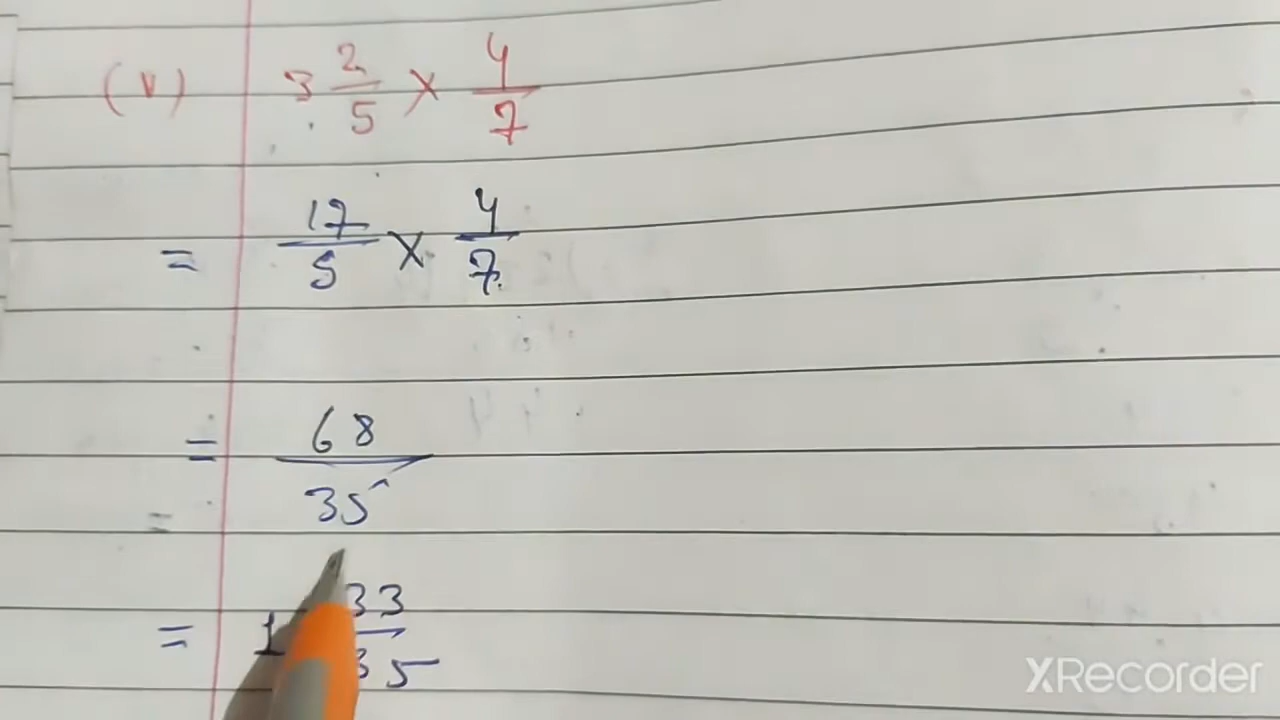 (v) 3 2/5 × 4/7
= 17/5 × 4/7
= 68/35
=
= 1 33/35
XRecorder